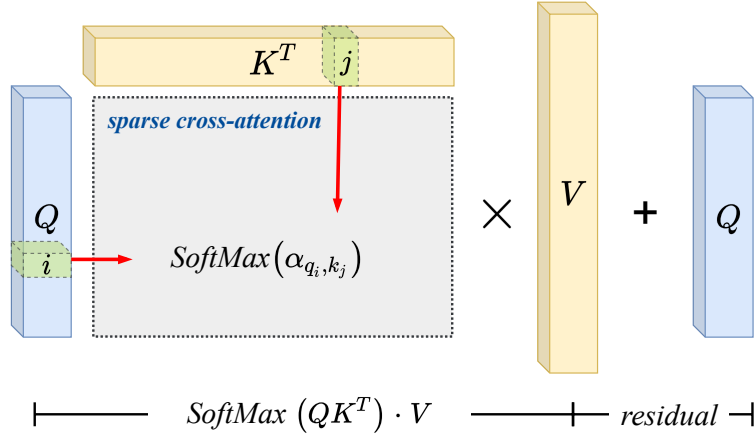 K^T j
sparse cross-attention
Q
i
SoftMax(α_{q_i,k_j})
×
V
+
Q
SoftMax (QK^T) · V
residual